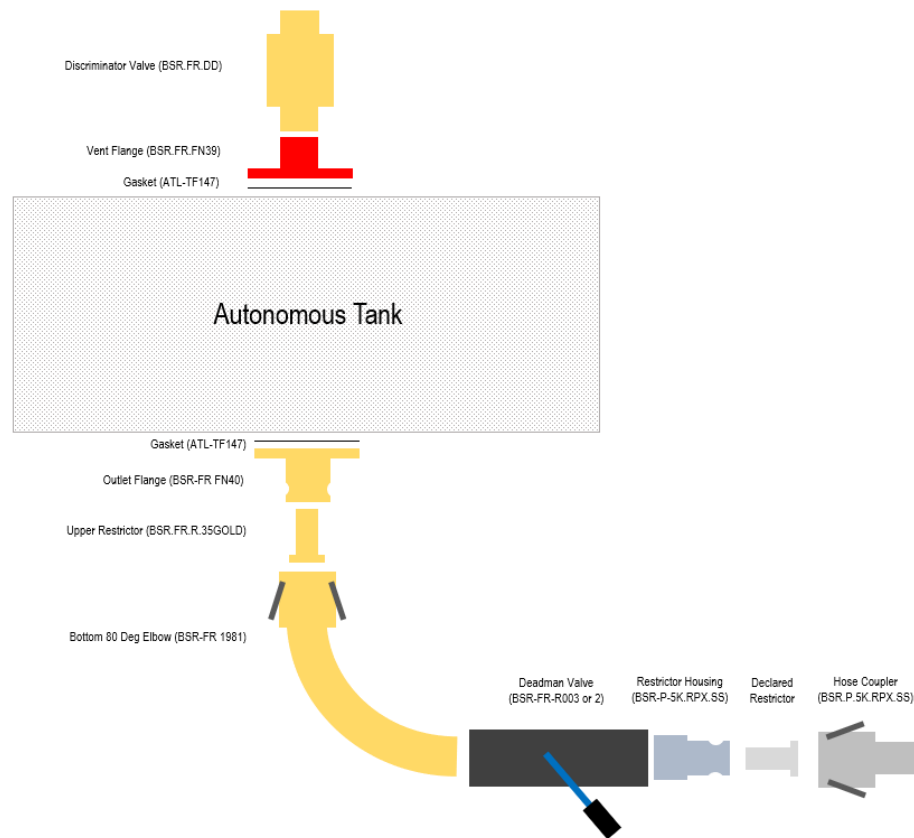 Discriminator Valve (BSR.FR.DD)
Vent Flange (BSR.FR.FN39)
Gasket (ATL-TF147)
Autonomous Tank
Gasket (ATL-TF147)
Outlet Flange (BSR-FR FN40)
Upper Restrictor (BSR.FR.R.35GOLD)
Bottom 80 Deg Elbow (BSR-FR 1981)
Deadman Valve
(BSR-FR-R003 or 2)
Restrictor Housing
(BSR-P-5K.RPX.SS)
Declared
Restrictor
Hose Coupler
(BSR.P.5K.RPX.SS)